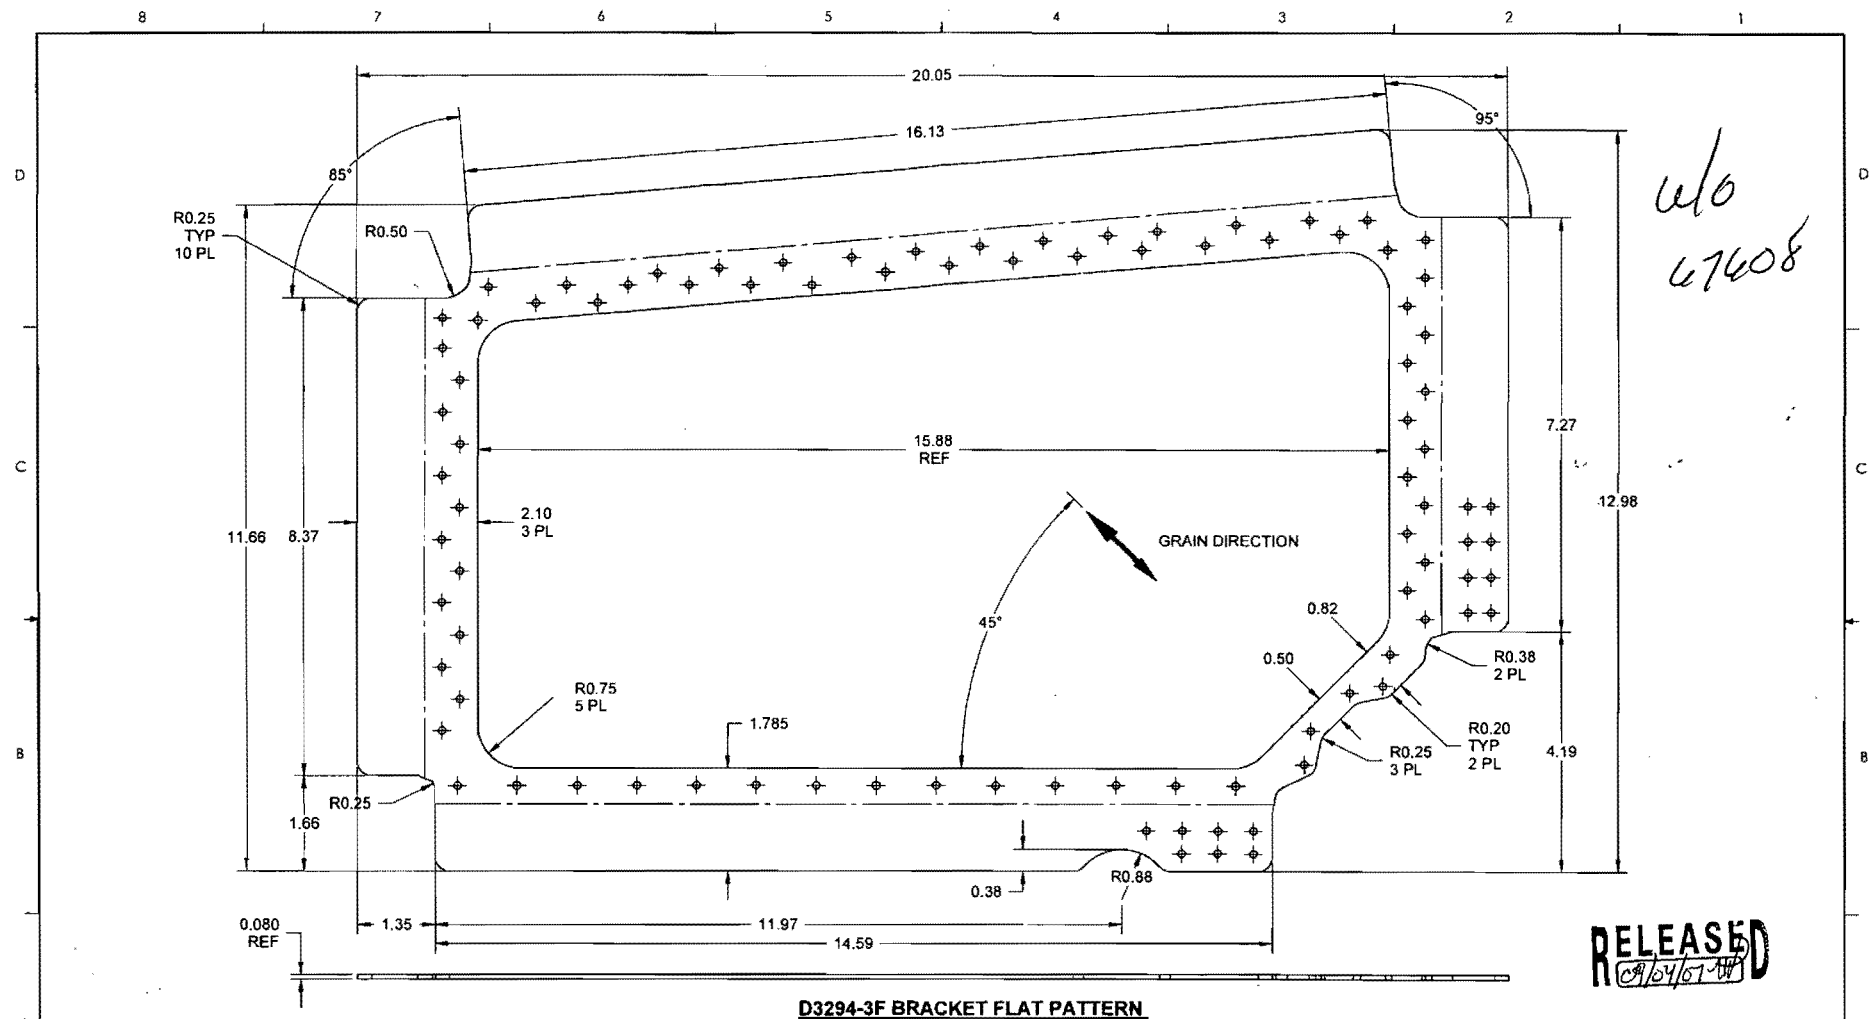 8 7 6 5 4 3 2 1
20.05
16.13
95°
85°
D D
R0.25
TYP
10 PL
R0.50
w/o
67608
7.27
C C
15.88
REF
12.98
11.66 8.37
2.10
3 PL
GRAIN DIRECTION
45°
0.82
0.50
R0.38
2 PL
R0.75
5 PL
1.785
R0.20
TYP
2 PL
R0.25
3 PL
4.19
B B
R0.25
1.66
0.38
R0.88
0.080
REF
1.35
11.97
14.59
RELEASED
D3294-3F BRACKET FLAT PATTERN